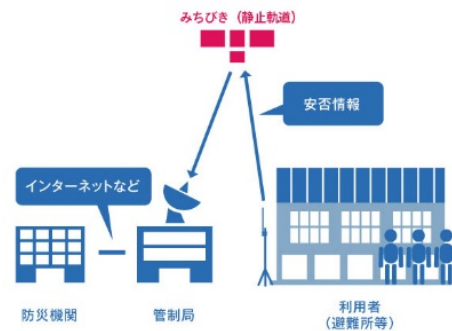 みちびき（静止軌道）
安否情報
インターネットなど
防災機関
管制局
利用者
（避難所等）